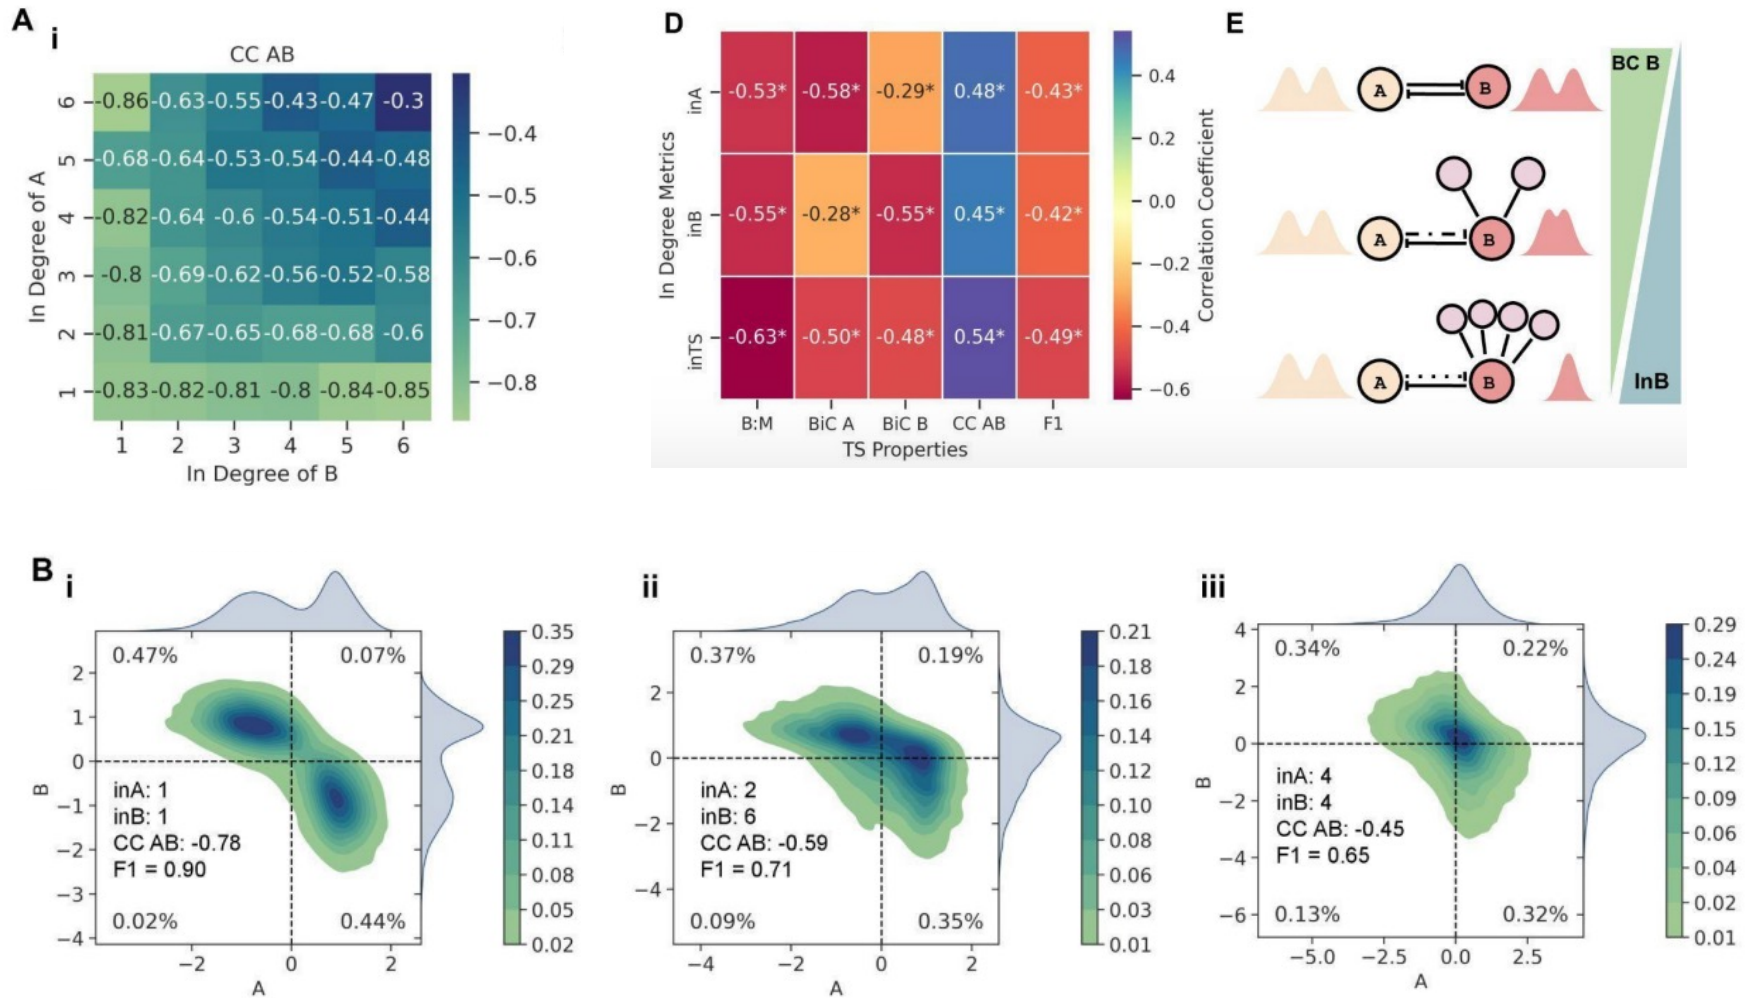 A
i
CC AB
6
-0.86 -0.63 -0.55 -0.43 -0.47 -0.3
5
-0.68 -0.64 -0.53 -0.54 -0.44 -0.48
4
-0.82 -0.64 -0.6 -0.54 -0.51 -0.44
3
-0.8 -0.69 -0.62 -0.56 -0.52 -0.58
2
-0.81 -0.67 -0.65 -0.68 -0.68 -0.6
1
-0.83 -0.82 -0.81 -0.8 -0.84 -0.85
1 2 3 4 5 6
In Degree of B
In Degree of A
−0.4
−0.5
−0.6
−0.7
−0.8
D
inA
-0.53* -0.58* -0.29* 0.48* -0.43*
inB
-0.55* -0.28* -0.55* 0.45* -0.42*
inTS
-0.63* -0.50* -0.48* 0.54* -0.49*
B:M BiC A BiC B CC AB F1
TS Properties
In Degree Metrics
0.4
0.2
0.0
−0.2
−0.4
−0.6
Correlation Coefficient
E
BC B
A B
A B
A B
InB
B
i
0.47% 0.07%
inA: 1
inB: 1
CC AB: -0.78
F1 = 0.90
0.02% 0.44%
2
1
0
−1
−2
−3
−4
B
−2 0 2
A
0.35
0.29
0.25
0.21
0.18
0.14
0.11
0.08
0.05
0.02
ii
0.37% 0.19%
inA: 2
inB: 6
CC AB: -0.59
F1 = 0.71
0.09% 0.35%
2
0
−2
−4
B
−4 −2 0 2
A
0.21
0.18
0.16
0.14
0.12
0.10
0.08
0.06
0.03
0.01
iii
0.34% 0.22%
inA: 4
inB: 4
CC AB: -0.45
F1 = 0.65
0.13% 0.32%
4
2
0
−2
−4
−6
B
−5.0 −2.5 0.0 2.5
A
0.29
0.24
0.19
0.15
0.12
0.09
0.06
0.04
0.02
0.01